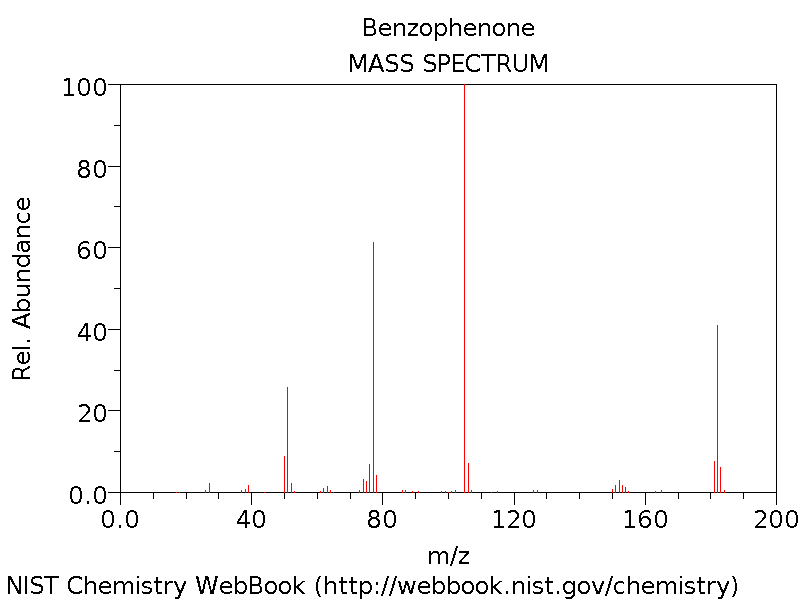 Benzophenone
MASS SPECTRUM
Rel. Abundance
100
80
60
40
20
0.0
0.0 40 80 120 160 200
m/z
NIST Chemistry WebBook (http://webbook.nist.gov/chemistry)